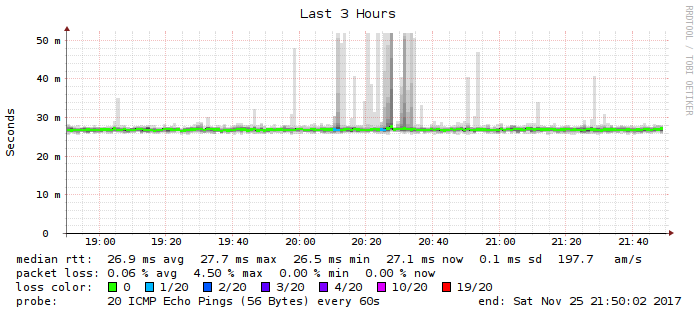 Last 3 Hours
RRDTOOL / TOBI OETIKER
Seconds
50 m
40 m
30 m
20 m
10 m
0
19:00 19:20 19:40 20:00 20:20 20:40 21:00 21:20 21:40
median rtt: 26.9 ms avg 27.7 ms max 26.5 ms min 27.1 ms now 0.1 ms sd 197.7 am/s
packet loss: 0.06 % avg 4.50 % max 0.00 % min 0.00 % now
loss color: 0 1/20 2/20 3/20 4/20 10/20 19/20
probe: 20 ICMP Echo Pings (56 Bytes) every 60s end: Sat Nov 25 21:50:02 2017